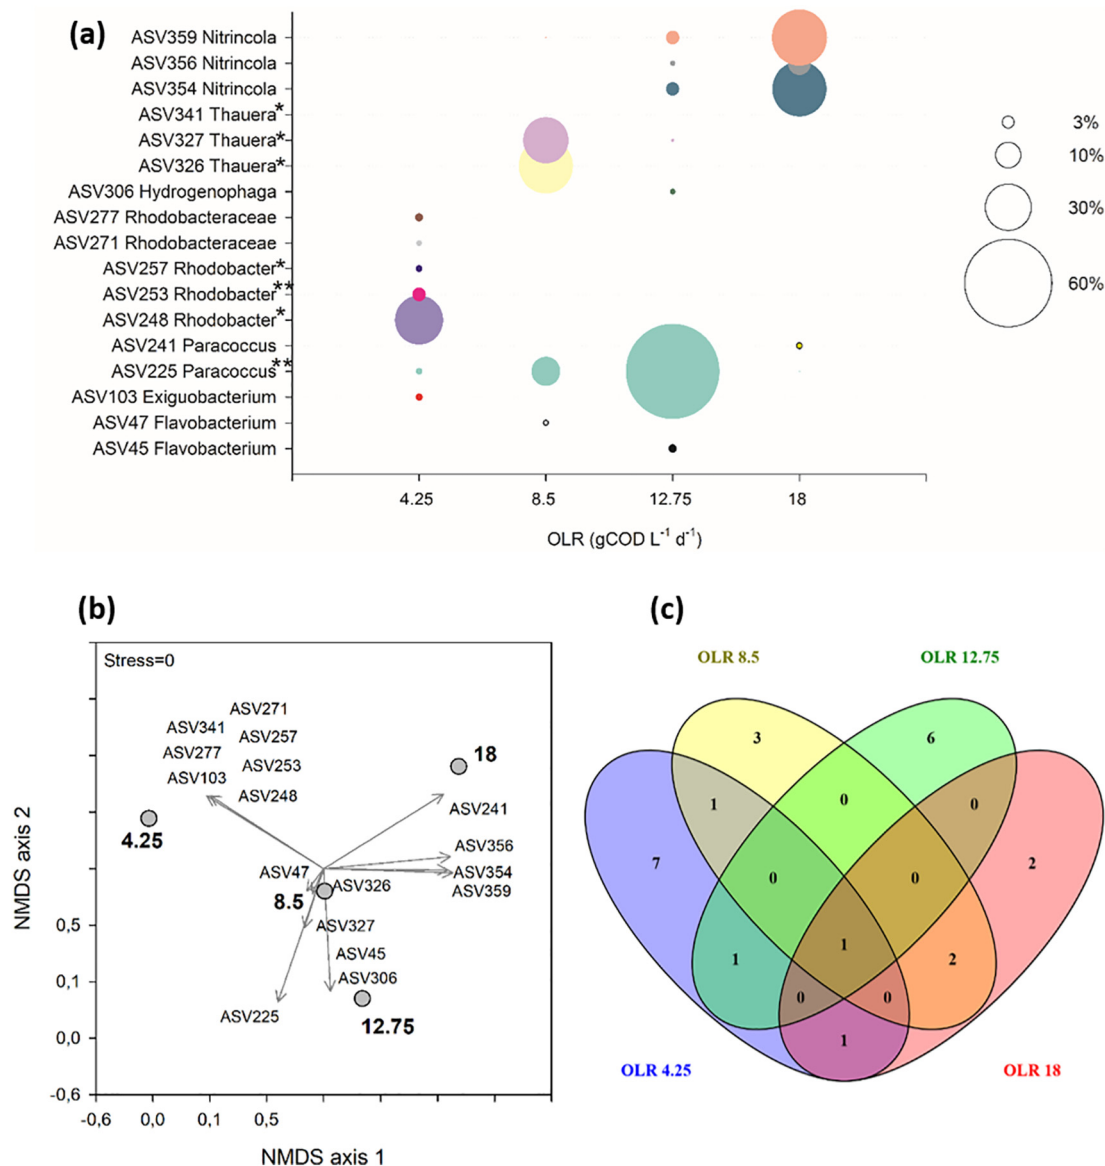 (a)
ASV359 Nitrincola
ASV356 Nitrincola
ASV354 Nitrincola
ASV341 Thauera*
ASV327 Thauera*
ASV326 Thauera*
ASV306 Hydrogenophaga
ASV277 Rhodobacteraceae
ASV271 Rhodobacteraceae
ASV257 Rhodobacter*
ASV253 Rhodobacter**
ASV248 Rhodobacter*
ASV241 Paracoccus
ASV225 Paracoccus**
ASV103 Exiguobacterium
ASV47 Flavobacterium
ASV45 Flavobacterium
4.25 8.5 12.75 18
OLR (gCOD L⁻¹ d⁻¹)
3%
10%
30%
60%
(b)
Stress=0
ASV271
ASV341
ASV257
ASV277
ASV253
ASV103
ASV248
4.25
18
ASV241
ASV356
ASV354
ASV359
ASV47
ASV326
8.5
ASV327
ASV45
ASV306
ASV225
12.75
0,5
0,1
0,0
-0,6
-0,6 0,0 0,1 0,5
NMDS axis 2
NMDS axis 1
(c)
OLR 8.5
OLR 12.75
3
6
1
0
0
7
0
0
2
1
1
2
0
0
1
OLR 4.25
OLR 18